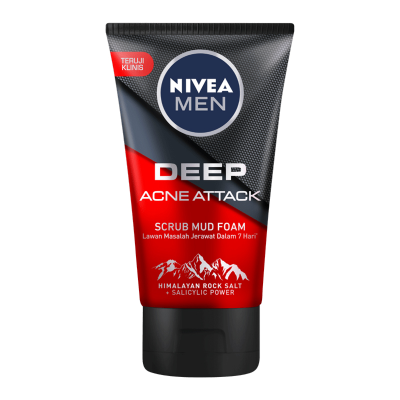 TERUJI
KLINIS
NIVEA
MEN
DEEP
ACNE ATTACK
SCRUB MUD FOAM
Lawan Masalah Jerawat Dalam 7 Hari*
HIMALAYAN ROCK SALT
+ SALICYLIC POWER